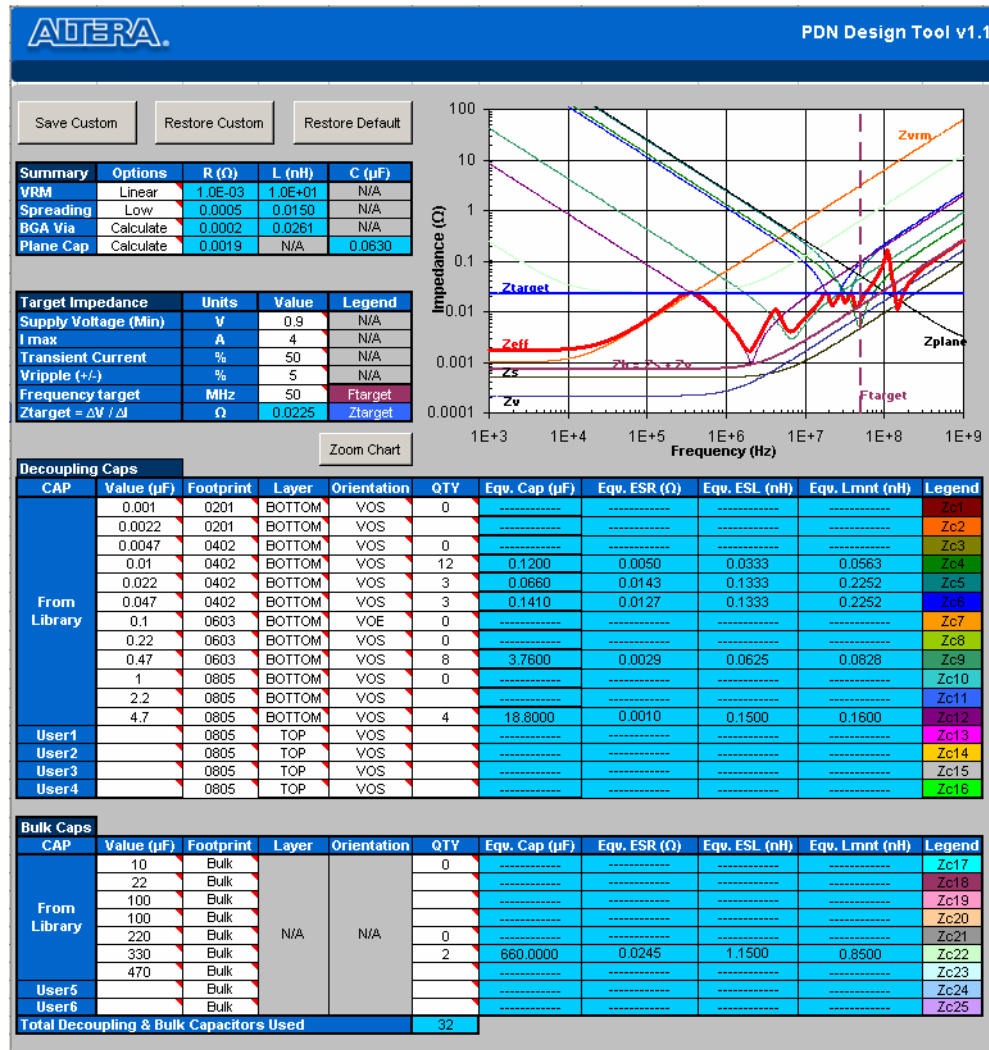 ALTERA.
PDN Design Tool v1.1
Save Custom Restore Custom Restore Default
Summary Options R (Ω) L (nH) C (µF)
VRM Linear 1.0E-03 1.0E+01 N/A
Spreading Low 0.0005 0.0150 N/A
BGA Via Calculate 0.0002 0.0261 N/A
Plane Cap Calculate 0.0019 N/A 0.0630
Target Impedance Units Value Legend
Supply Voltage (Min) V 0.9 N/A
I max A 4 N/A
Transient Current % 50 N/A
Vripple (+/-) % 5 N/A
Frequency target MHz 50 Ftarget
Ztarget = ΔV / ΔI Ω 0.0225 Ztarget
Zoom Chart
Impedance (Ω)
100
10
1
0.1
0.01
0.001
0.0001
Zvrm
Ztarget
Zeff
Zplane
Zs
Zv
Ftarget
1E+3 1E+4 1E+5 1E+6 1E+7 1E+8 1E+9
Frequency (Hz)
Decoupling Caps
CAP Value (µF) Footprint Layer Orientation QTY Eqv. Cap (µF) Eqv. ESR (Ω) Eqv. ESL (nH) Eqv. Lmnt (nH) Legend
From Library
0.001 0201 BOTTOM VOS 0 ----------- ----------- ----------- ----------- Zc1
0.0022 0201 BOTTOM VOS ----------- ----------- ----------- ----------- Zc2
0.0047 0402 BOTTOM VOS 0 ----------- ----------- ----------- ----------- Zc3
0.01 0402 BOTTOM VOS 12 0.1200 0.0050 0.0333 0.0563 Zc4
0.022 0402 BOTTOM VOS 3 0.0660 0.0143 0.1333 0.2252 Zc5
0.047 0402 BOTTOM VOS 3 0.1410 0.0127 0.1333 0.2252 Zc6
0.1 0603 BOTTOM VOE 0 ----------- ----------- ----------- ----------- Zc7
0.22 0603 BOTTOM VOS 0 ----------- ----------- ----------- ----------- Zc8
0.47 0603 BOTTOM VOS 8 3.7600 0.0029 0.0625 0.0828 Zc9
1 0805 BOTTOM VOS 0 ----------- ----------- ----------- ----------- Zc10
2.2 0805 BOTTOM VOS ----------- ----------- ----------- ----------- Zc11
4.7 0805 BOTTOM VOS 4 18.8000 0.0010 0.1500 0.1600 Zc12
User1 0805 TOP VOS ----------- ----------- ----------- ----------- Zc13
User2 0805 TOP VOS ----------- ----------- ----------- ----------- Zc14
User3 0805 TOP VOS ----------- ----------- ----------- ----------- Zc15
User4 0805 TOP VOS ----------- ----------- ----------- ----------- Zc16
Bulk Caps
CAP Value (µF) Footprint Layer Orientation QTY Eqv. Cap (µF) Eqv. ESR (Ω) Eqv. ESL (nH) Eqv. Lmnt (nH) Legend
From Library
N/A N/A
10 Bulk 0 ----------- ----------- ----------- ----------- Zc17
22 Bulk ----------- ----------- ----------- ----------- Zc18
100 Bulk ----------- ----------- ----------- ----------- Zc19
100 Bulk ----------- ----------- ----------- ----------- Zc20
220 Bulk 0 ----------- ----------- ----------- ----------- Zc21
330 Bulk 2 660.0000 0.0245 1.1500 0.8500 Zc22
470 Bulk ----------- ----------- ----------- ----------- Zc23
User5 Bulk ----------- ----------- ----------- ----------- Zc24
User6 Bulk ----------- ----------- ----------- ----------- Zc25
Total Decoupling & Bulk Capacitors Used 32